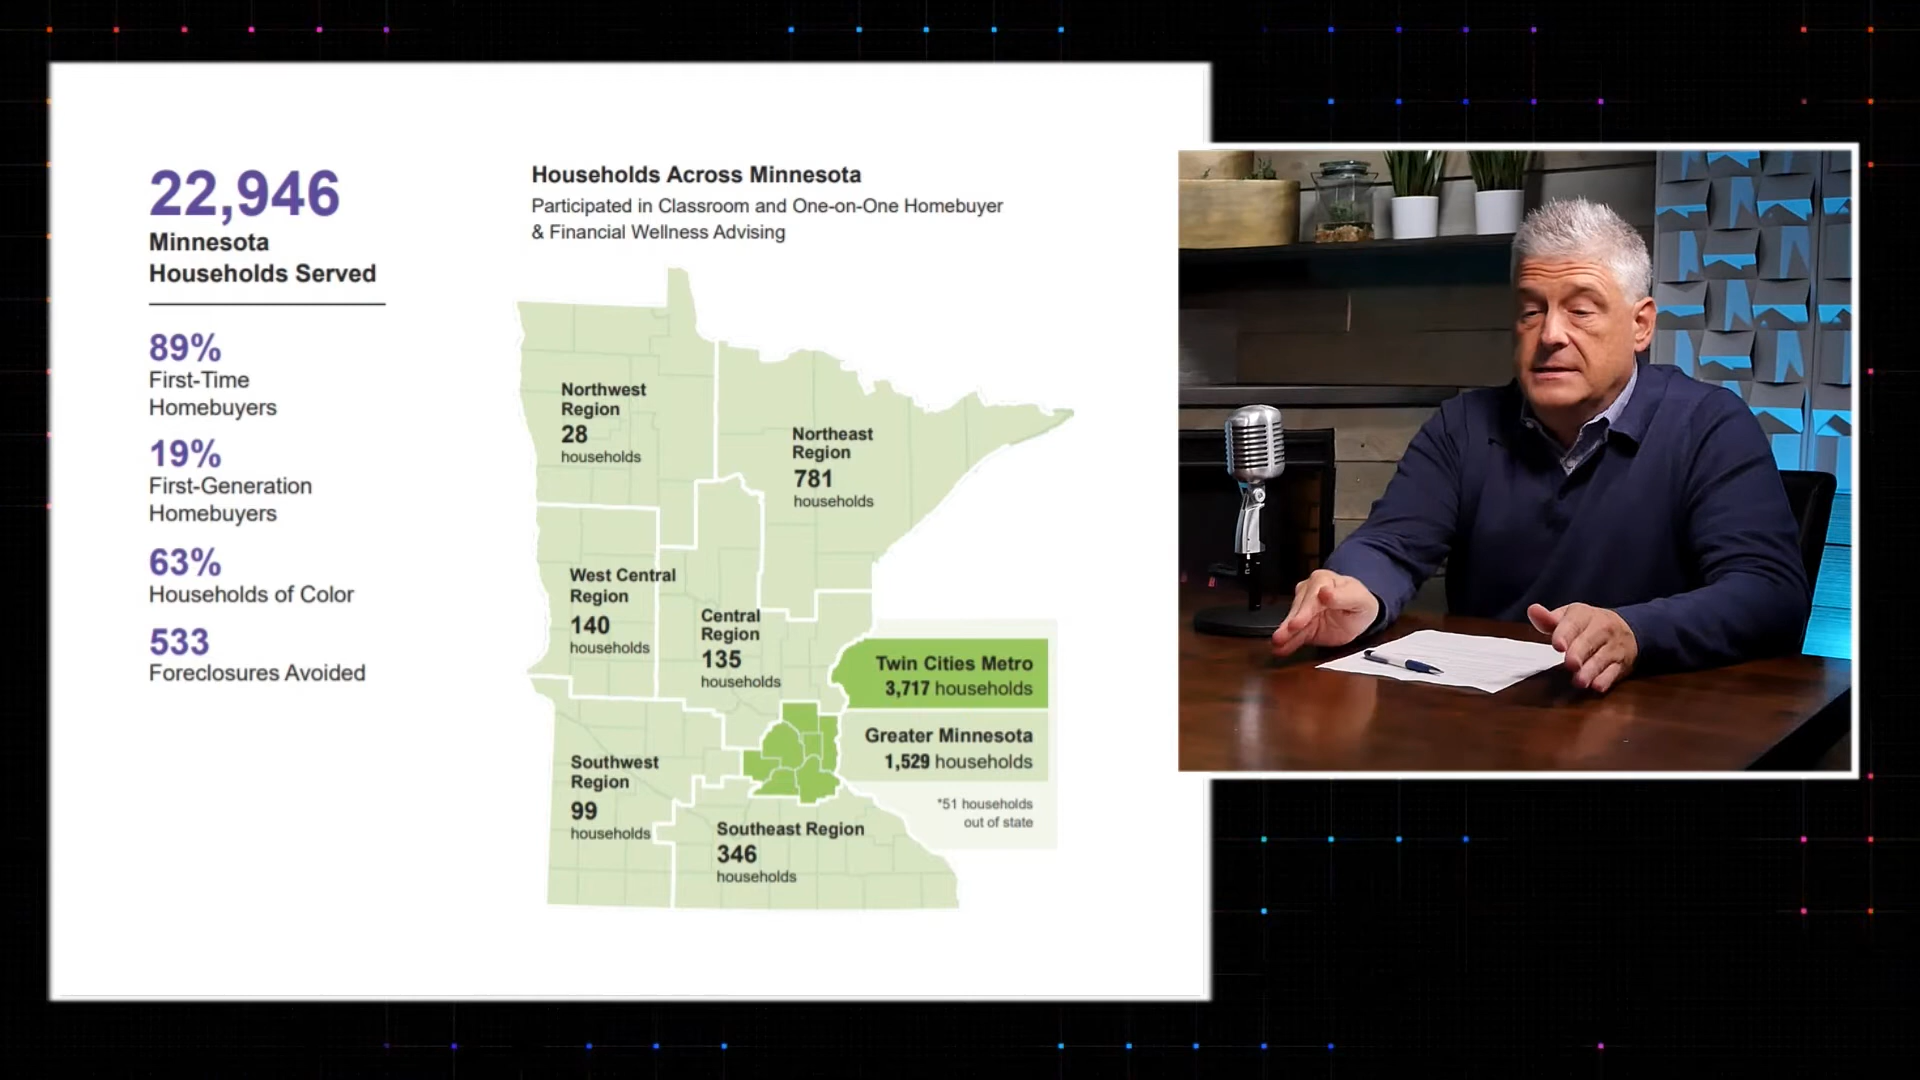 22,946
Minnesota
Households Served
89%
First-Time
Homebuyers
19%
First-Generation
Homebuyers
63%
Households of Color
533
Foreclosures Avoided
Households Across Minnesota
Participated in Classroom and One-on-One Homebuyer
& Financial Wellness Advising
Northwest
Region
28
households
Northeast
Region
781
households
West Central
Region
140
households
Central
Region
135
households
Twin Cities Metro
3,717 households
Greater Minnesota
1,529 households
*51 households
out of state
Southwest
Region
99
households
Southeast Region
346
households